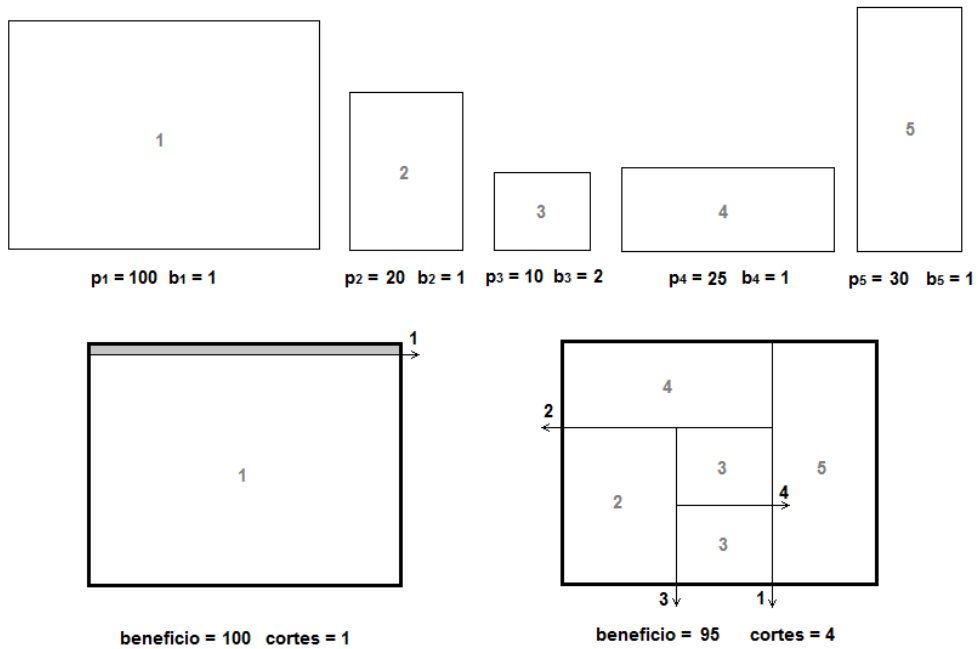 1
2
3
4
5
p1 = 100 b1 = 1
p2 = 20 b2 = 1
p3 = 10 b3 = 2
p4 = 25 b4 = 1
p5 = 30 b5 = 1
1
1
beneficio = 100 cortes = 1
4
2
3
5
2
4
3
3
1
beneficio = 95 cortes = 4